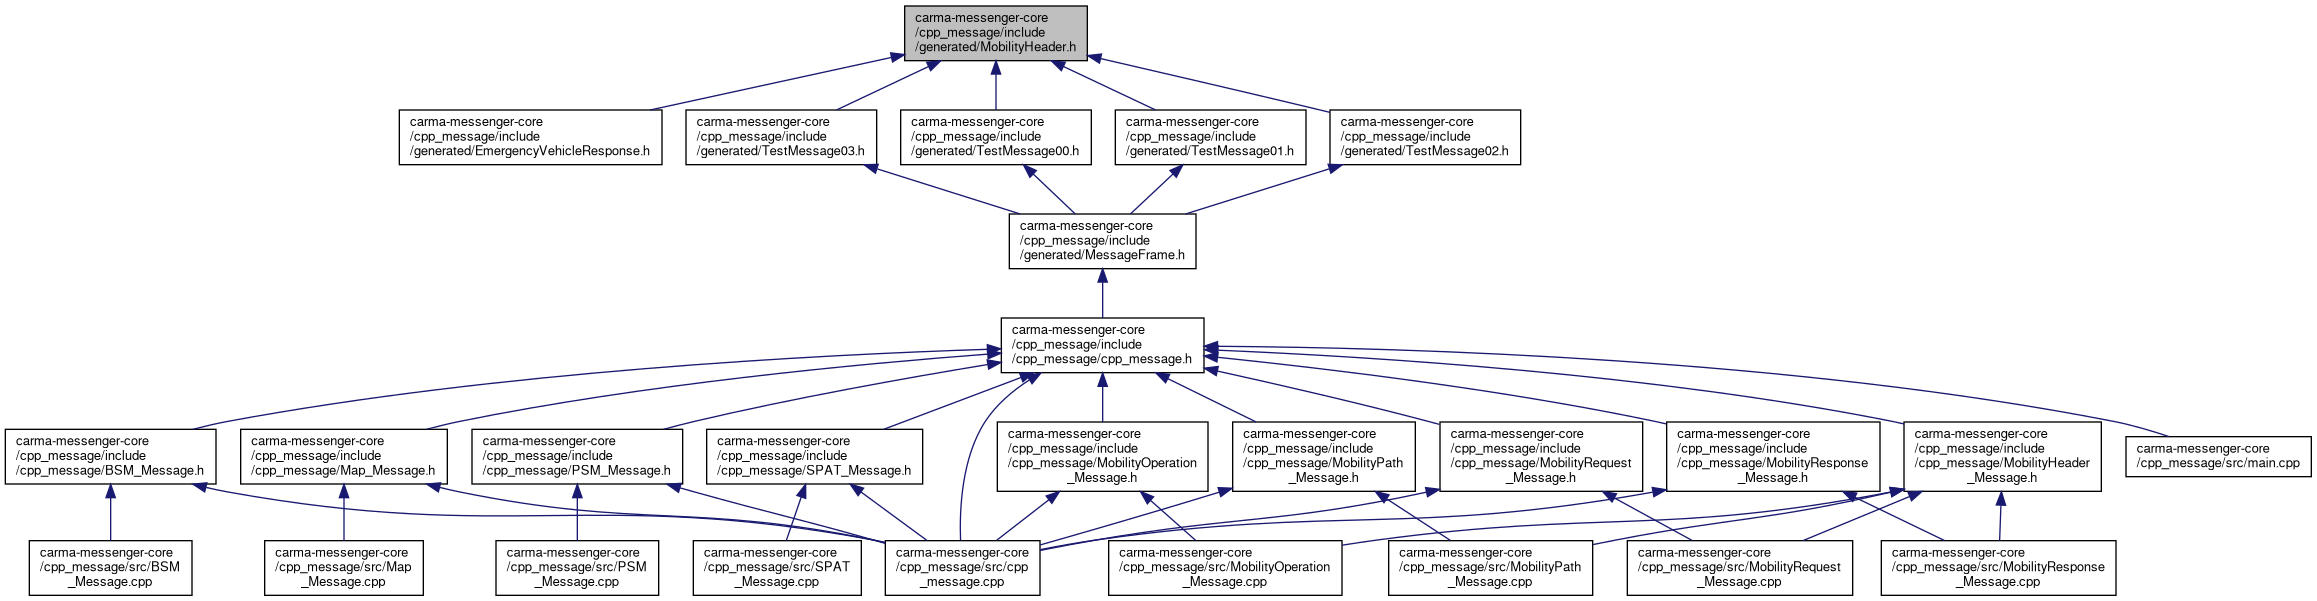 carma-messenger-core
/cpp_message/include
/generated/MobilityHeader.h
carma-messenger-core
/cpp_message/include
/generated/EmergencyVehicleResponse.h
carma-messenger-core
/cpp_message/include
/generated/TestMessage03.h
carma-messenger-core
/cpp_message/include
/generated/TestMessage00.h
carma-messenger-core
/cpp_message/include
/generated/TestMessage01.h
carma-messenger-core
/cpp_message/include
/generated/TestMessage02.h
carma-messenger-core
/cpp_message/include
/generated/MessageFrame.h
carma-messenger-core
/cpp_message/include
/cpp_message/cpp_message.h
carma-messenger-core
/cpp_message/include
/cpp_message/BSM_Message.h
carma-messenger-core
/cpp_message/include
/cpp_message/Map_Message.h
carma-messenger-core
/cpp_message/include
/cpp_message/PSM_Message.h
carma-messenger-core
/cpp_message/include
/cpp_message/SPAT_Message.h
carma-messenger-core
/cpp_message/include
/cpp_message/MobilityOperation
_Message.h
carma-messenger-core
/cpp_message/include
/cpp_message/MobilityPath
_Message.h
carma-messenger-core
/cpp_message/include
/cpp_message/MobilityRequest
_Message.h
carma-messenger-core
/cpp_message/include
/cpp_message/MobilityResponse
_Message.h
carma-messenger-core
/cpp_message/include
/cpp_message/MobilityHeader
_Message.h
carma-messenger-core
/cpp_message/src/main.cpp
carma-messenger-core
/cpp_message/src/BSM
_Message.cpp
carma-messenger-core
/cpp_message/src/Map
_Message.cpp
carma-messenger-core
/cpp_message/src/PSM
_Message.cpp
carma-messenger-core
/cpp_message/src/SPAT
_Message.cpp
carma-messenger-core
/cpp_message/src/cpp
_message.cpp
carma-messenger-core
/cpp_message/src/MobilityOperation
_Message.cpp
carma-messenger-core
/cpp_message/src/MobilityPath
_Message.cpp
carma-messenger-core
/cpp_message/src/MobilityRequest
_Message.cpp
carma-messenger-core
/cpp_message/src/MobilityResponse
_Message.cpp